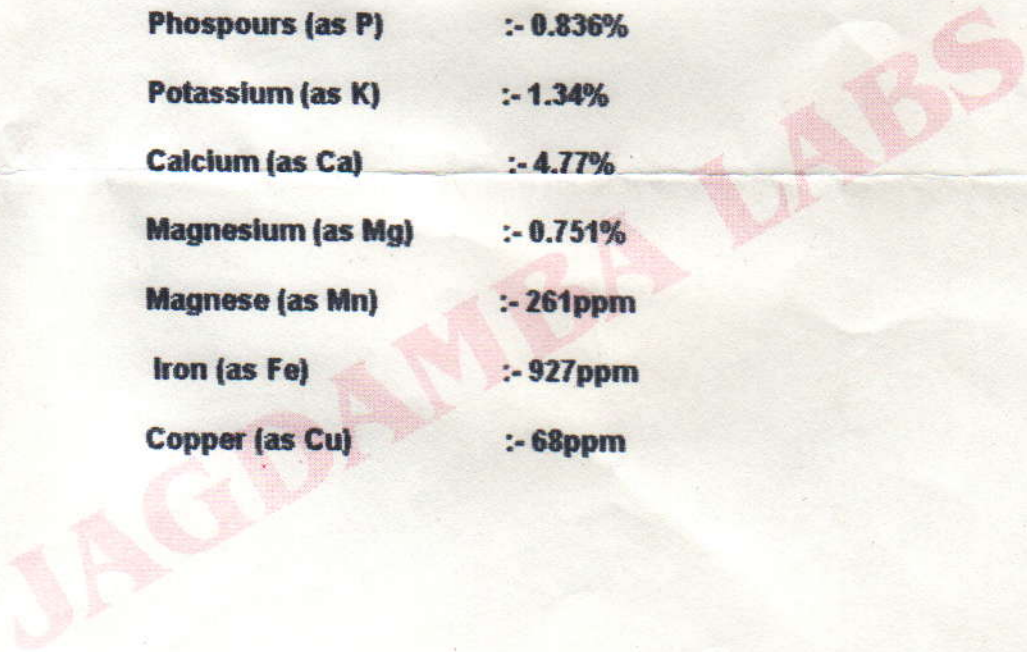 Phospours (as P) :- 0.836%
Potassium (as K) :- 1.34%
Calcium (as Ca) :- 4.77%
Magnesium (as Mg) :- 0.751%
Magnese (as Mn) :- 261ppm
Iron (as Fe) :- 927ppm
Copper (as Cu) :- 68ppm
JAGDAMBA LABS